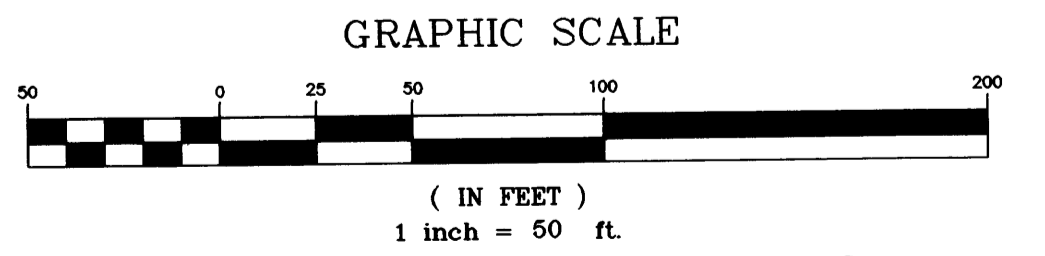 GRAPHIC SCALE
50 0 25 50 100 200
( IN FEET )
1 inch = 50 ft.